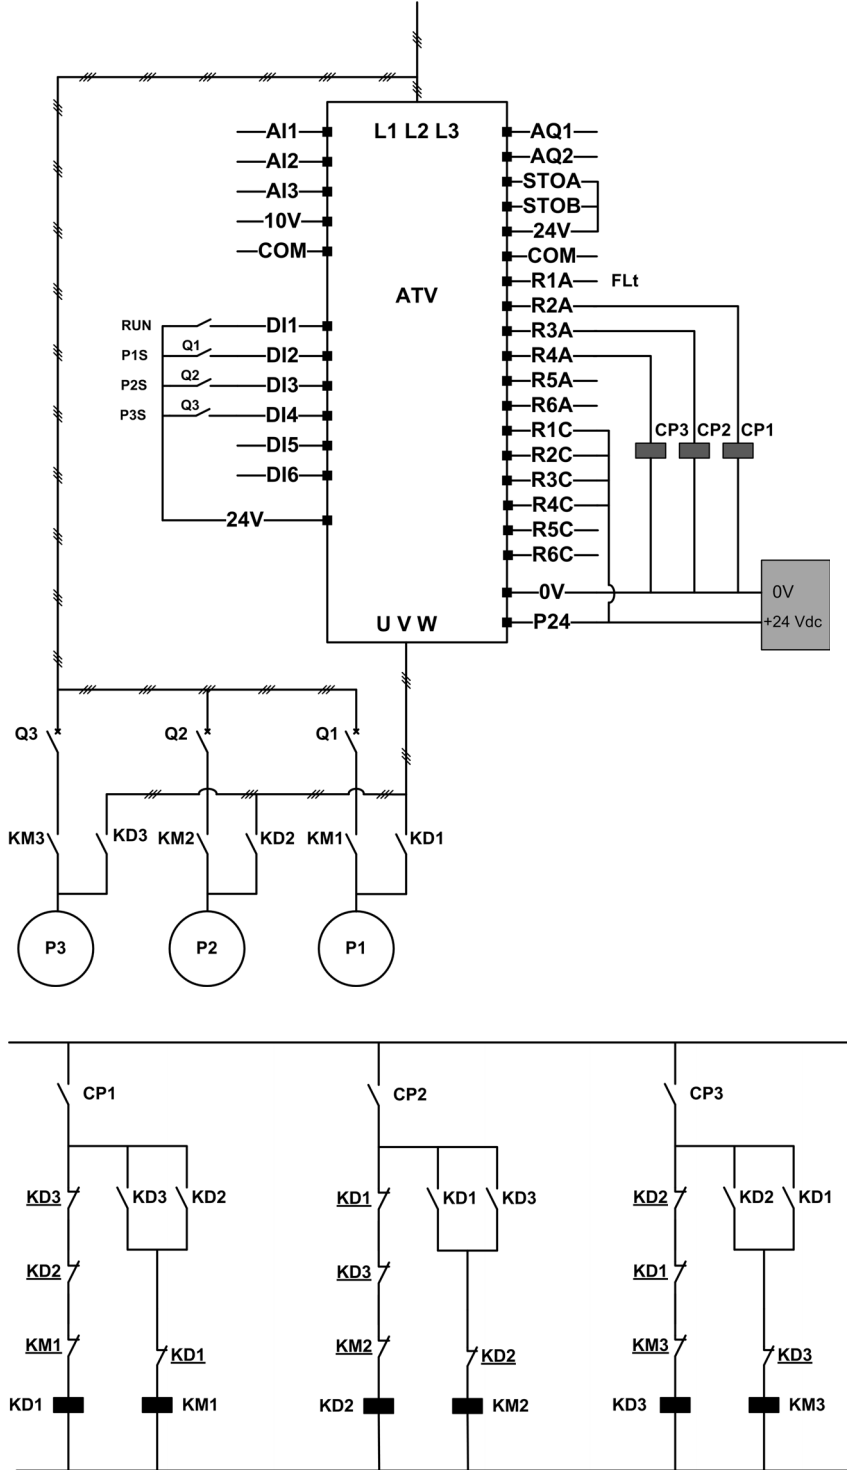 L1 L2 L3
AI1
AI2
AI3
10V
COM
AQ1
AQ2
STOA
STOB
24V
COM
R1A FLt
R2A
R3A
R4A
R5A
R6A
R1C
R2C
R3C
R4C
R5C
R6C
0V
P24
ATV
RUN DI1
P1S Q1 DI2
P2S Q2 DI3
P3S Q3 DI4
DI5
DI6
24V
CP3 CP2 CP1
0V
+24 Vdc
U V W
Q3 Q2 Q1
KM3 KD3 KM2 KD2 KM1 KD1
P3 P2 P1
CP1 CP2 CP3
KD3 KD3 KD2 KD1 KD1 KD3 KD2 KD2 KD1
KD2 KD3 KD1
KM1 KD1 KM2 KD2 KM3 KD3
KD1 KM1 KD2 KM2 KD3 KM3